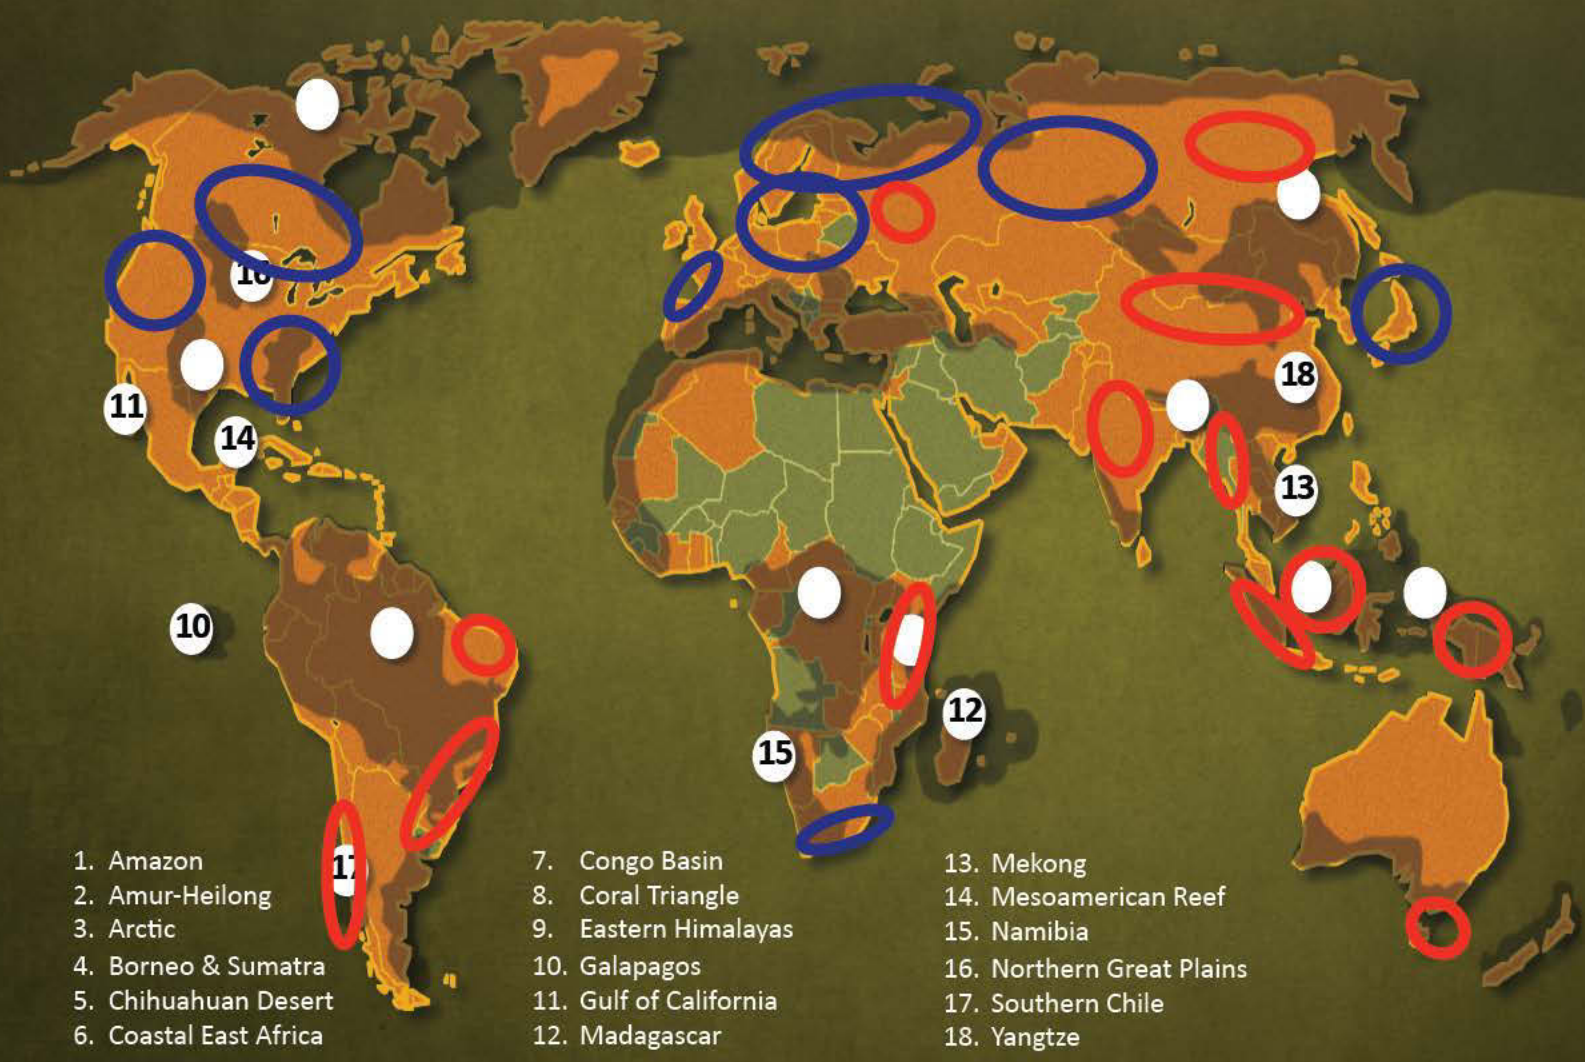 16
11
14
18
13
10
12
15
17
1. Amazon
2. Amur-Heilong
3. Arctic
4. Borneo & Sumatra
5. Chihuahuan Desert
6. Coastal East Africa
7. Congo Basin
8. Coral Triangle
9. Eastern Himalayas
10. Galapagos
11. Gulf of California
12. Madagascar
13. Mekong
14. Mesoamerican Reef
15. Namibia
16. Northern Great Plains
17. Southern Chile
18. Yangtze